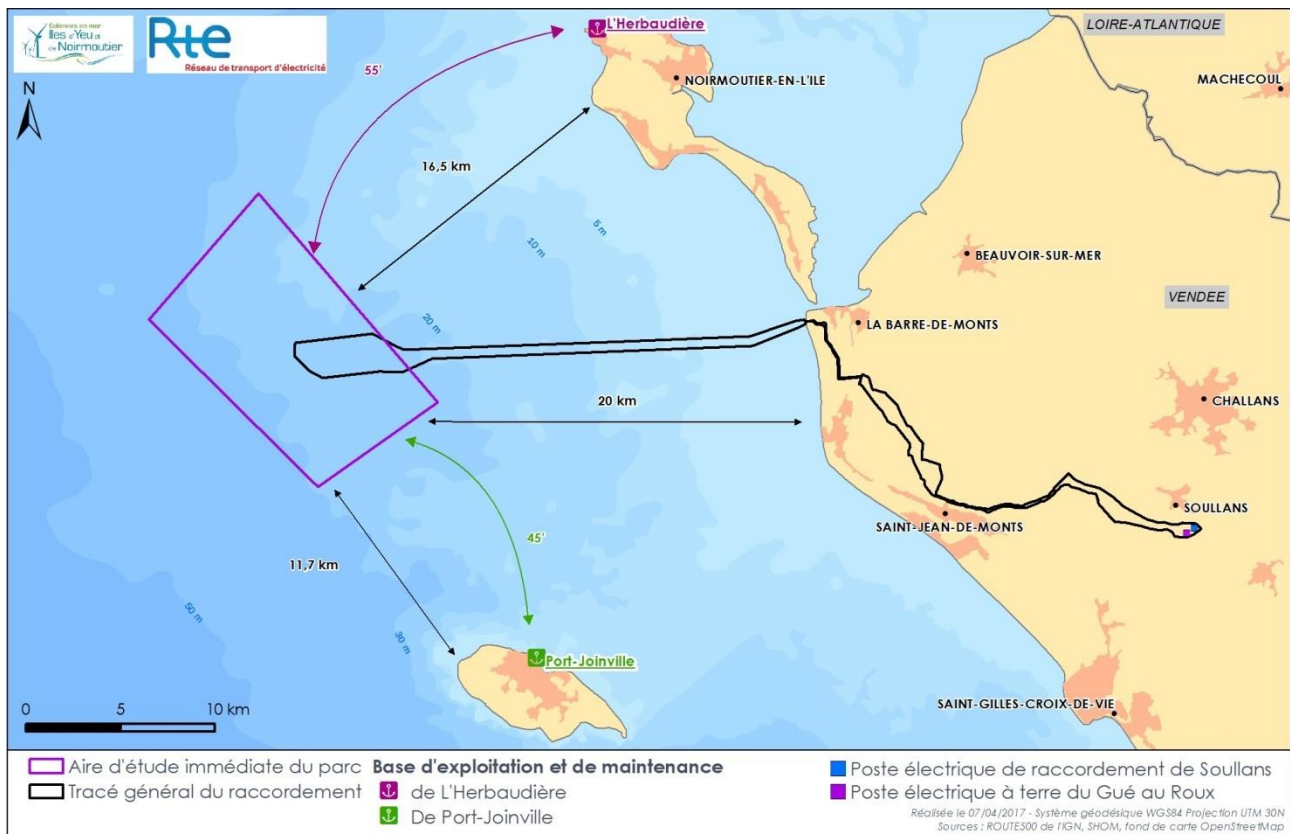 Éoliennes en mer
Iles d'Yeu et
de Noirmoutier
Rte
Réseau de transport d'électricité
N
L'Herbaudière
LOIRE-ATLANTIQUE
55'
NOIRMOUTIER-EN-L'ILE
MACHECOUL
16,5 km
5 m
10 m
BEAUVOIR-SUR-MER
VENDEE
20 m
LA BARRE-DE-MONTS
20 km
CHALLANS
SOULLANS
SAINT-JEAN-DE-MONTS
45'
11,7 km
50 m
30 m
Port-Joinville
SAINT-GILLES-CROIX-DE-VIE
0 5 10 km
Aire d'étude immédiate du parc
Tracé général du raccordement
Base d'exploitation et de maintenance
de L'Herbaudière
De Port-Joinville
Poste électrique de raccordement de Soullans
Poste électrique à terre du Gué au Roux
Réalisée le 07/04/2017 - Système géodésique WGS84 Projection UTM 30N
Sources : ROUTE500 de l'IGN, SHOM, fond de carte OpenStreetMap